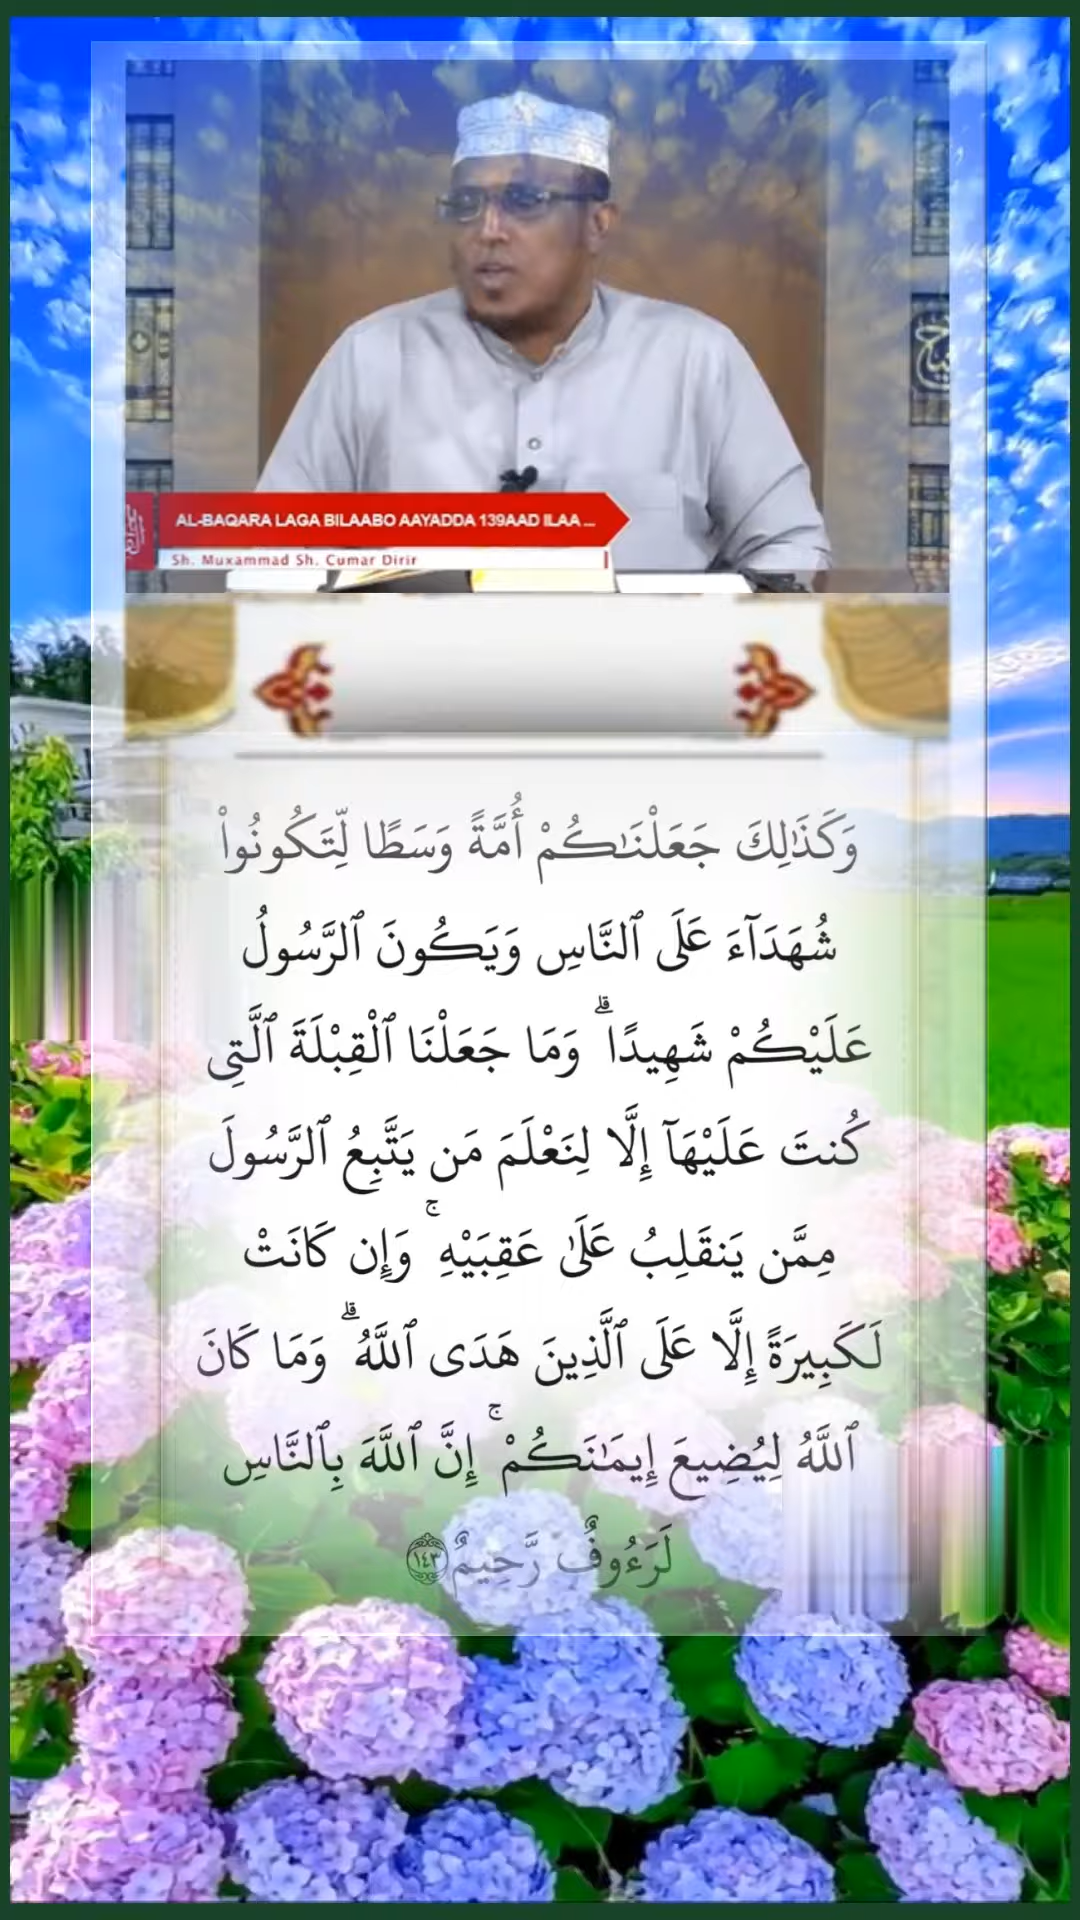 AL-BAQARA LAGA BILAABO AAYADDA 139AAD ILAA ...
Sh. Muxammad Sh. Cumar Dirir
وَكَذَٰلِكَ جَعَلْنَـٰكُمْ أُمَّةً وَسَطًا لِّتَكُونُوا۟
شُهَدَآءَ عَلَى ٱلنَّاسِ وَيَكُونَ ٱلرَّسُولُ
عَلَيْكُمْ شَهِيدًا ۗ وَمَا جَعَلْنَا ٱلْقِبْلَةَ ٱلَّتِى
كُنتَ عَلَيْهَآ إِلَّا لِنَعْلَمَ مَن يَتَّبِعُ ٱلرَّسُولَ
مِمَّن يَنقَلِبُ عَلَىٰ عَقِبَيْهِ ۚ وَإِن كَانَتْ
لَكَبِيرَةً إِلَّا عَلَى ٱلَّذِينَ هَدَى ٱللَّهُ ۗ وَمَا كَانَ
ٱللَّهُ لِيُضِيعَ إِيمَـٰنَكُمْ ۚ إِنَّ ٱللَّهَ بِٱلنَّاسِ
لَرَءُوفٌ رَّحِيمٌ ١٤٣